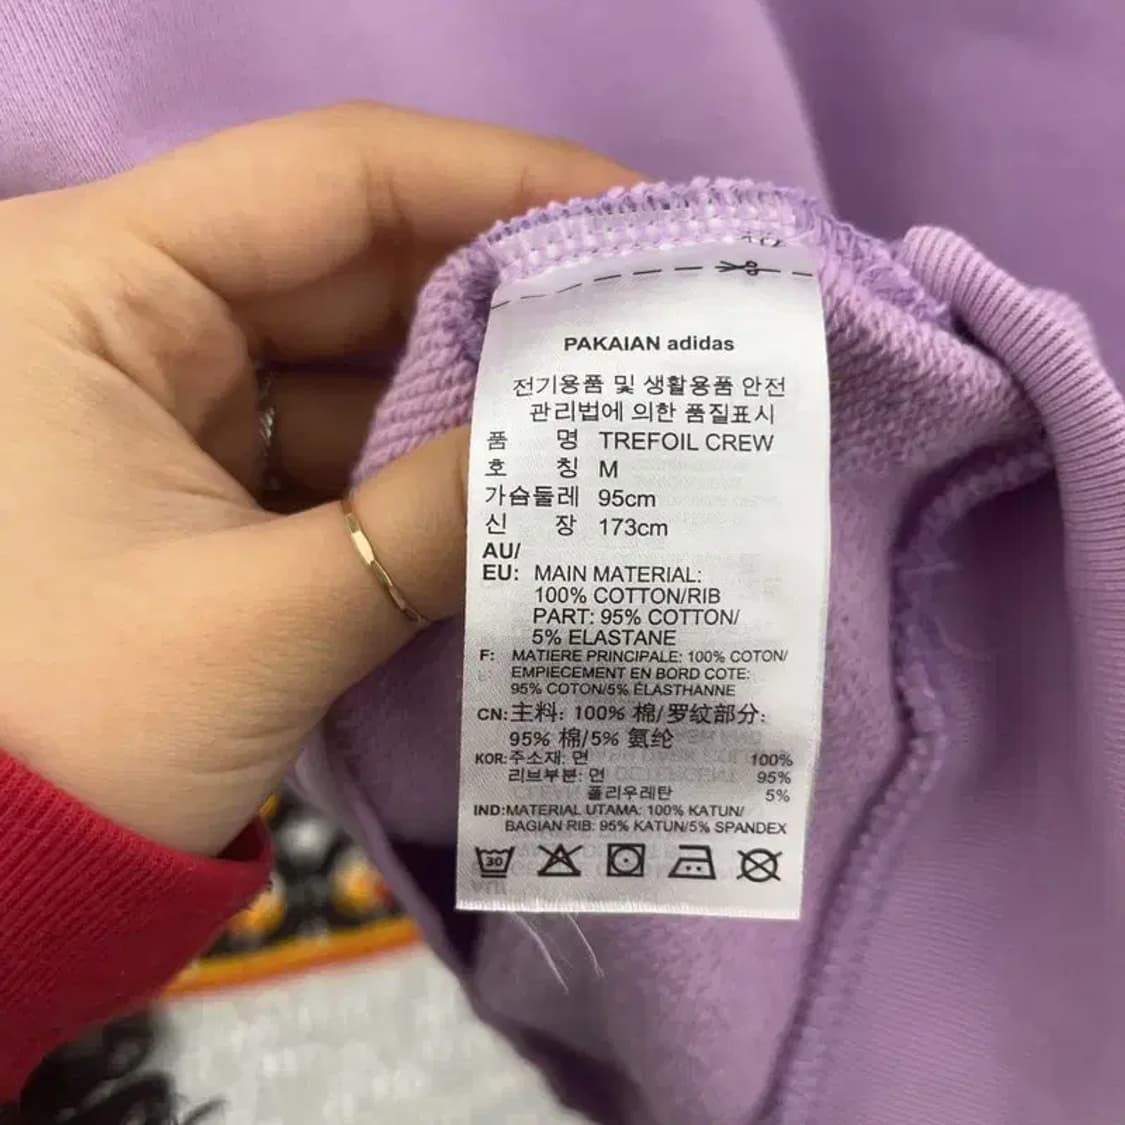 PAKAIAN adidas
전기용품 및 생활용품 안전
관리법에 의한 품질표시
품 명 TREFOIL CREW
호 칭 M
가슴둘레 95cm
신 장 173cm
AU/
EU: MAIN MATERIAL:
100% COTTON/RIB
PART: 95% COTTON/
5% ELASTANE
F: MATIERE PRINCIPALE: 100% COTON/
EMPIECEMENT EN BORD COTE:
95% COTON/5% ÉLASTHANNE
CN: 主料: 100% 棉/罗纹部分:
95% 棉/5% 氨纶
KOR: 주소재: 면 100%
리브부분: 면 95%
폴리우레탄 5%
IND: MATERIAL UTAMA: 100% KATUN/
BAGIAN RIB: 95% KATUN/5% SPANDEX
30